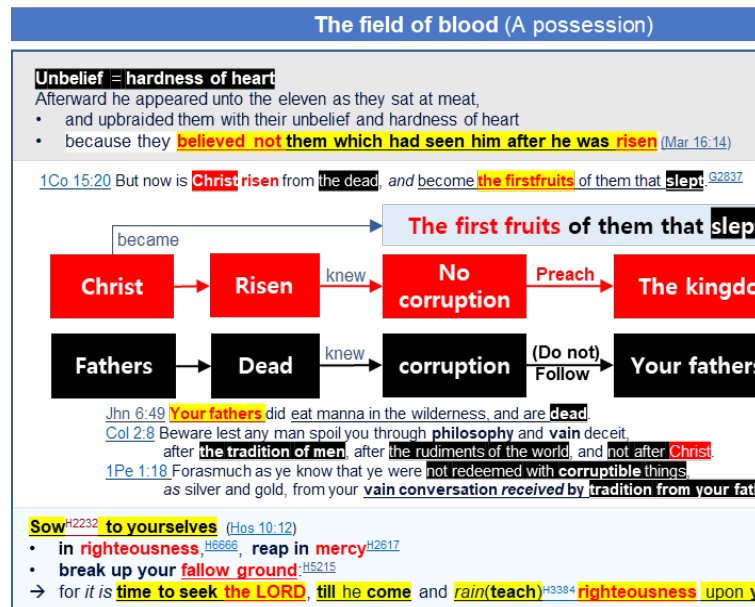 The field of blood (A possession)
Unbelief = hardness of heart
Afterward he appeared unto the eleven as they sat at meat,
• and upbraided them with their unbelief and hardness of heart
• because they believed not them which had seen him after he was risen (Mar 16:14)
1Co 15:20 But now is Christ risen from the dead, and become the firstfruits of them that slept.G2837
The first fruits of them that slep
became
Christ Risen knew No corruption Preach The kingdo
Fathers Dead knew corruption (Do not) Follow Your fathers
Jhn 6:49 Your fathers did eat manna in the wilderness, and are dead.
Col 2:8 Beware lest any man spoil you through philosophy and vain deceit,
after the tradition of men, after the rudiments of the world, and not after Christ.
1Pe 1:18 Forasmuch as ye know that ye were not redeemed with corruptible things,
as silver and gold, from your vain conversation received by tradition from your fat
SowH2232 to yourselves (Hos 10:12)
• in righteousness,H6666 reap in mercyH2617
• break up your fallow ground:H5215
→ for it is time to seek the LORD, till he come and rain(teach)H3384 righteousness upon